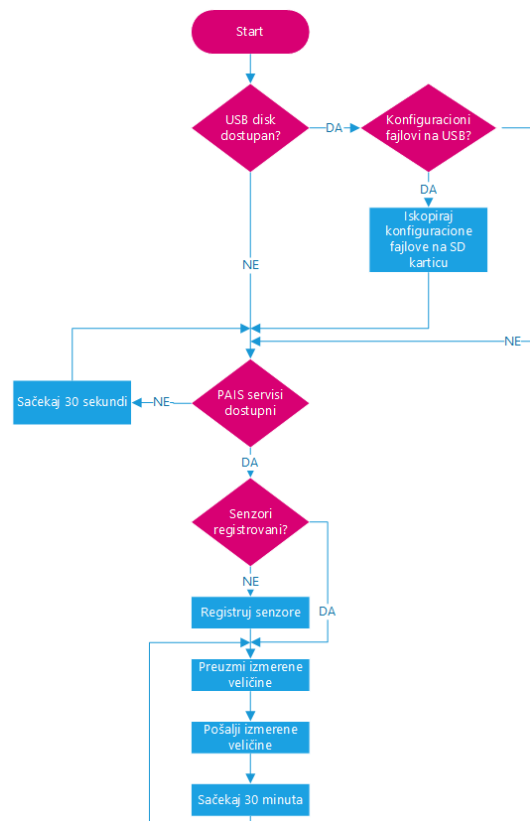 Start
USB disk
dostupan?
DA
Konfiguracioni
fajlovi na USB?
DA
Iskopiraj
konfiguracione
fajlove na SD
karticu
NE
NE
PAIS servisi
dostupni
NE
Sačekaj 30 sekundi
DA
Senzori
registrovani?
NE
DA
Registruj senzore
Preuzmi izmerene
veličine
Pošalji izmerene
veličine
Sačekaj 30 minuta